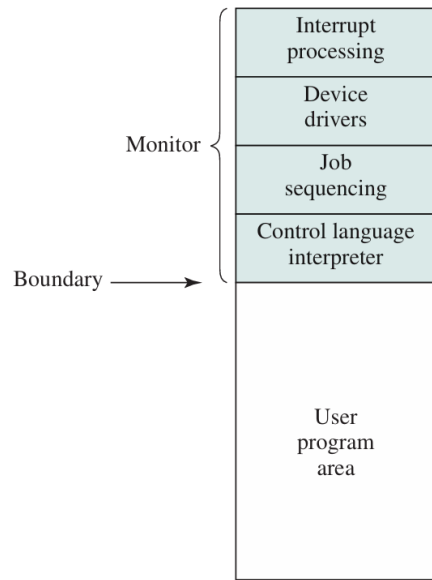 Interrupt
processing
Device
drivers
Monitor
Job
sequencing
Control language
interpreter
Boundary
User
program
area